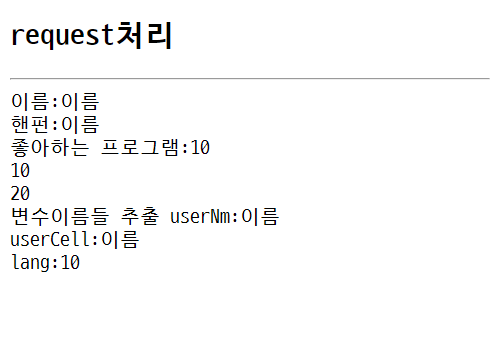 request처리
이름:이름
핸펀:이름
좋아하는 프로그램:10
10
20
변수이름들 추출 userNm:이름
userCell:이름
lang:10